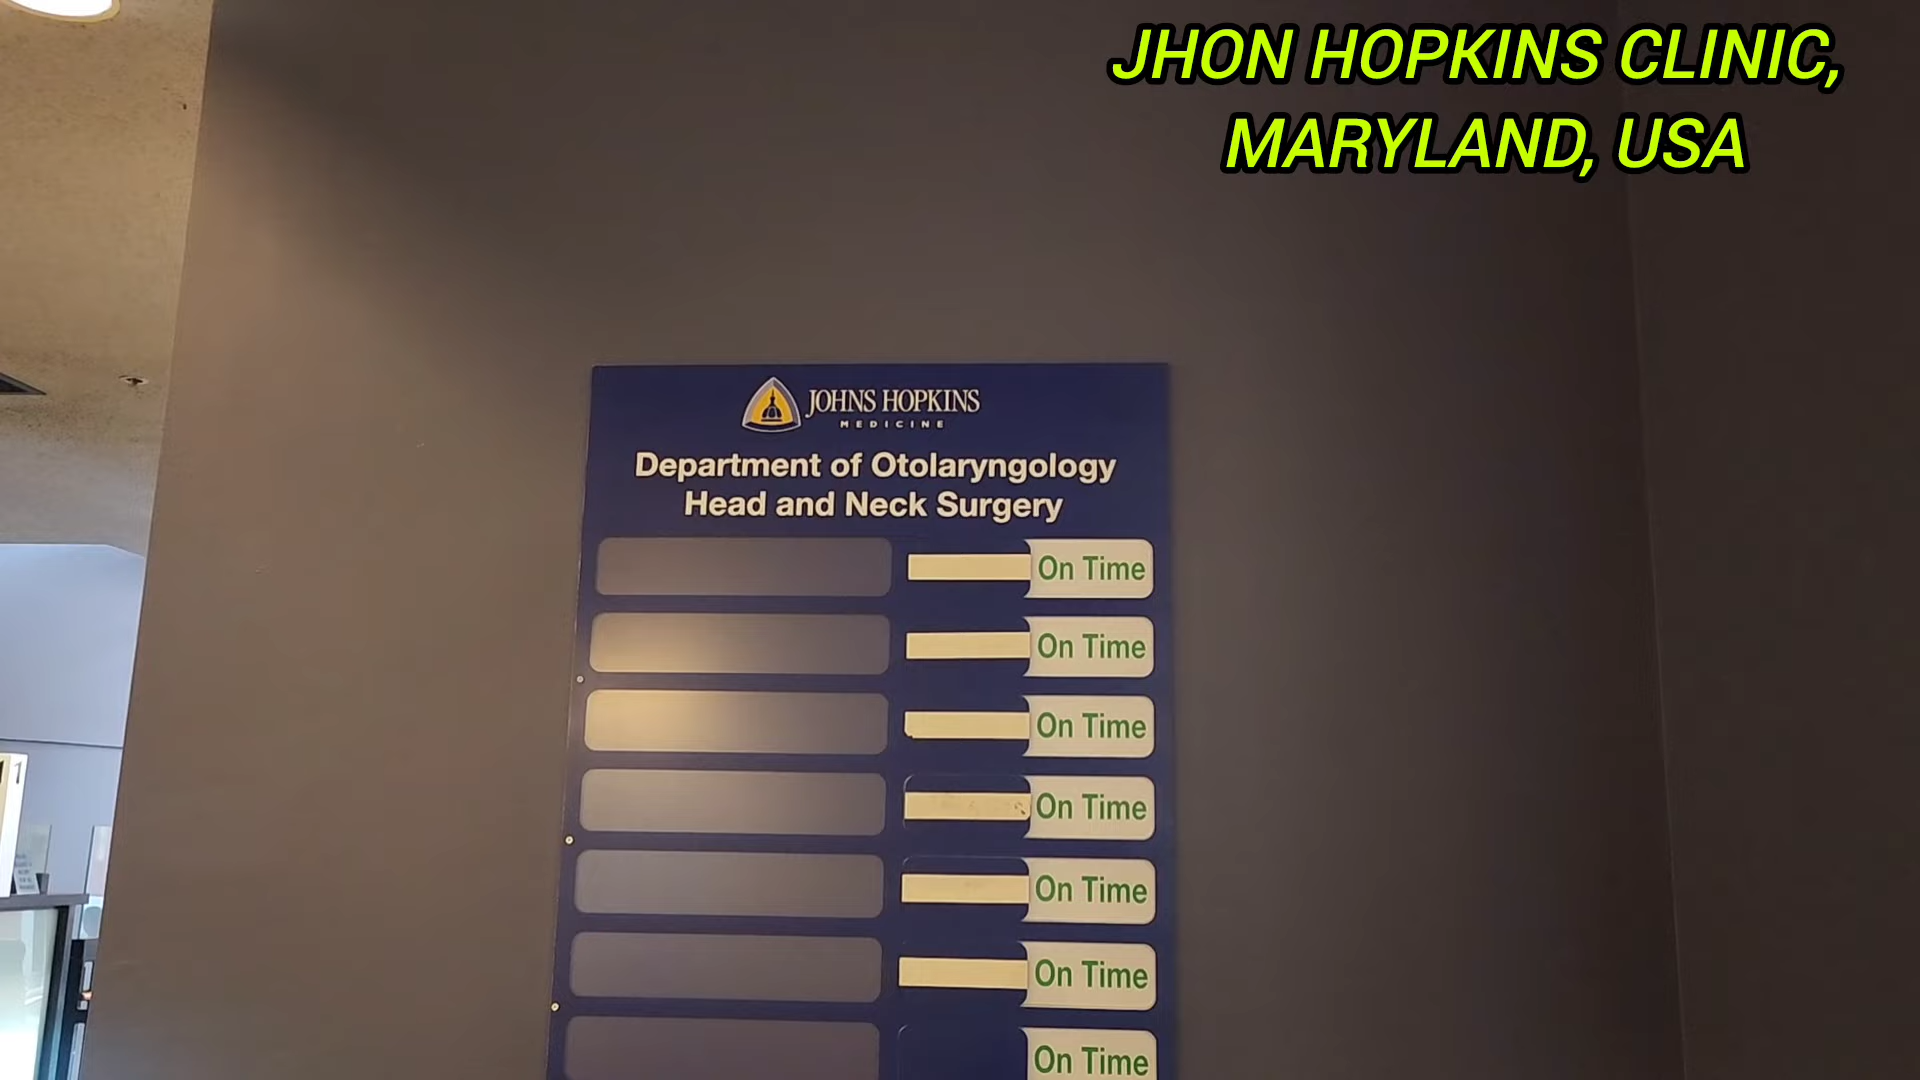 JHON HOPKINS CLINIC,
MARYLAND, USA
JOHNS HOPKINS
MEDICINE
Department of Otolaryngology
Head and Neck Surgery
On Time
On Time
On Time
On Time
On Time
On Time
On Time